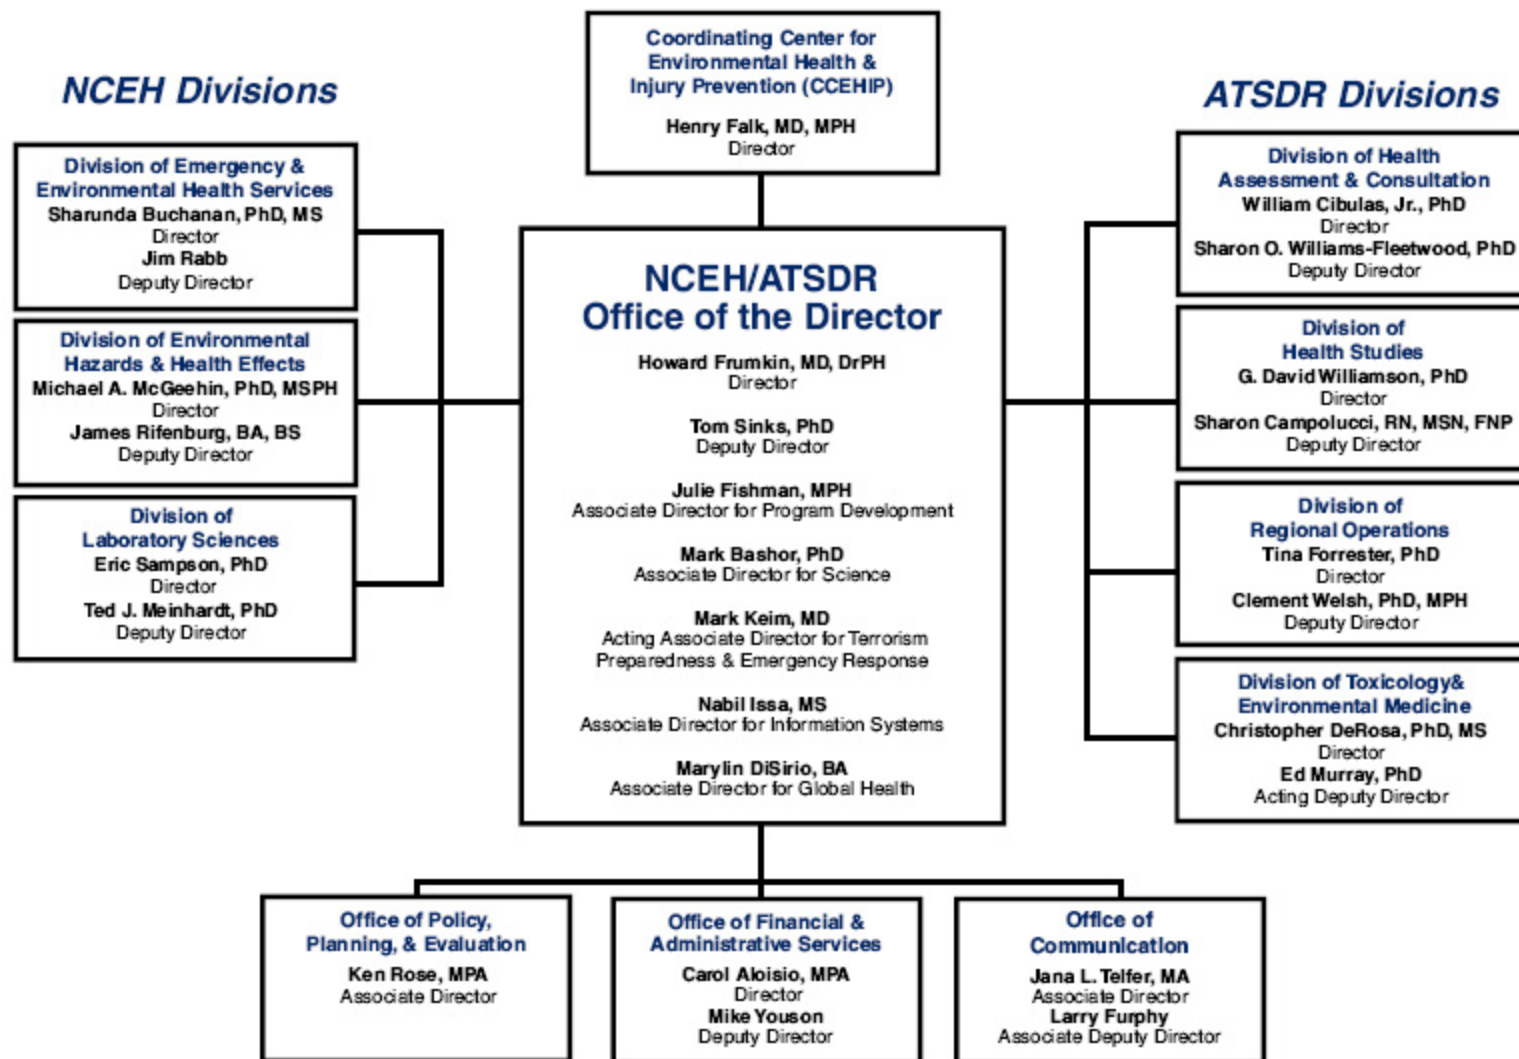 Coordinating Center for
Environmental Health &
Injury Prevention (CCEHIP)
Henry Falk, MD, MPH
Director
NCEH Divisions
Division of Emergency &
Environmental Health Services
Sharunda Buchanan, PhD, MS
Director
Jim Rabb
Deputy Director
Division of Environmental
Hazards & Health Effects
Michael A. McGeehin, PhD, MSPH
Director
James Rifenburg, BA, BS
Deputy Director
Division of
Laboratory Sciences
Eric Sampson, PhD
Director
Ted J. Meinhardt, PhD
Deputy Director
NCEH/ATSDR
Office of the Director
Howard Frumkin, MD, DrPH
Director
Tom Sinks, PhD
Deputy Director
Julie Fishman, MPH
Associate Director for Program Development
Mark Bashor, PhD
Associate Director for Science
Mark Keim, MD
Acting Associate Director for Terrorism
Preparedness & Emergency Response
Nabil Issa, MS
Associate Director for Information Systems
Marylin DiSirio, BA
Associate Director for Global Health
ATSDR Divisions
Division of Health
Assessment & Consultation
William Cibulas, Jr., PhD
Director
Sharon O. Williams-Fleetwood, PhD
Deputy Director
Division of
Health Studies
G. David Williamson, PhD
Director
Sharon Campolucci, RN, MSN, FNP
Deputy Director
Division of
Regional Operations
Tina Forrester, PhD
Director
Clement Welsh, PhD, MPH
Deputy Director
Division of Toxicology&
Environmental Medicine
Christopher DeRosa, PhD, MS
Director
Ed Murray, PhD
Acting Deputy Director
Office of Policy,
Planning, & Evaluation
Ken Rose, MPA
Associate Director
Office of Financial &
Administrative Services
Carol Aloisio, MPA
Director
Mike Youson
Deputy Director
Office of
Communication
Jana L. Telfer, MA
Associate Director
Larry Furphy
Associate Deputy Director